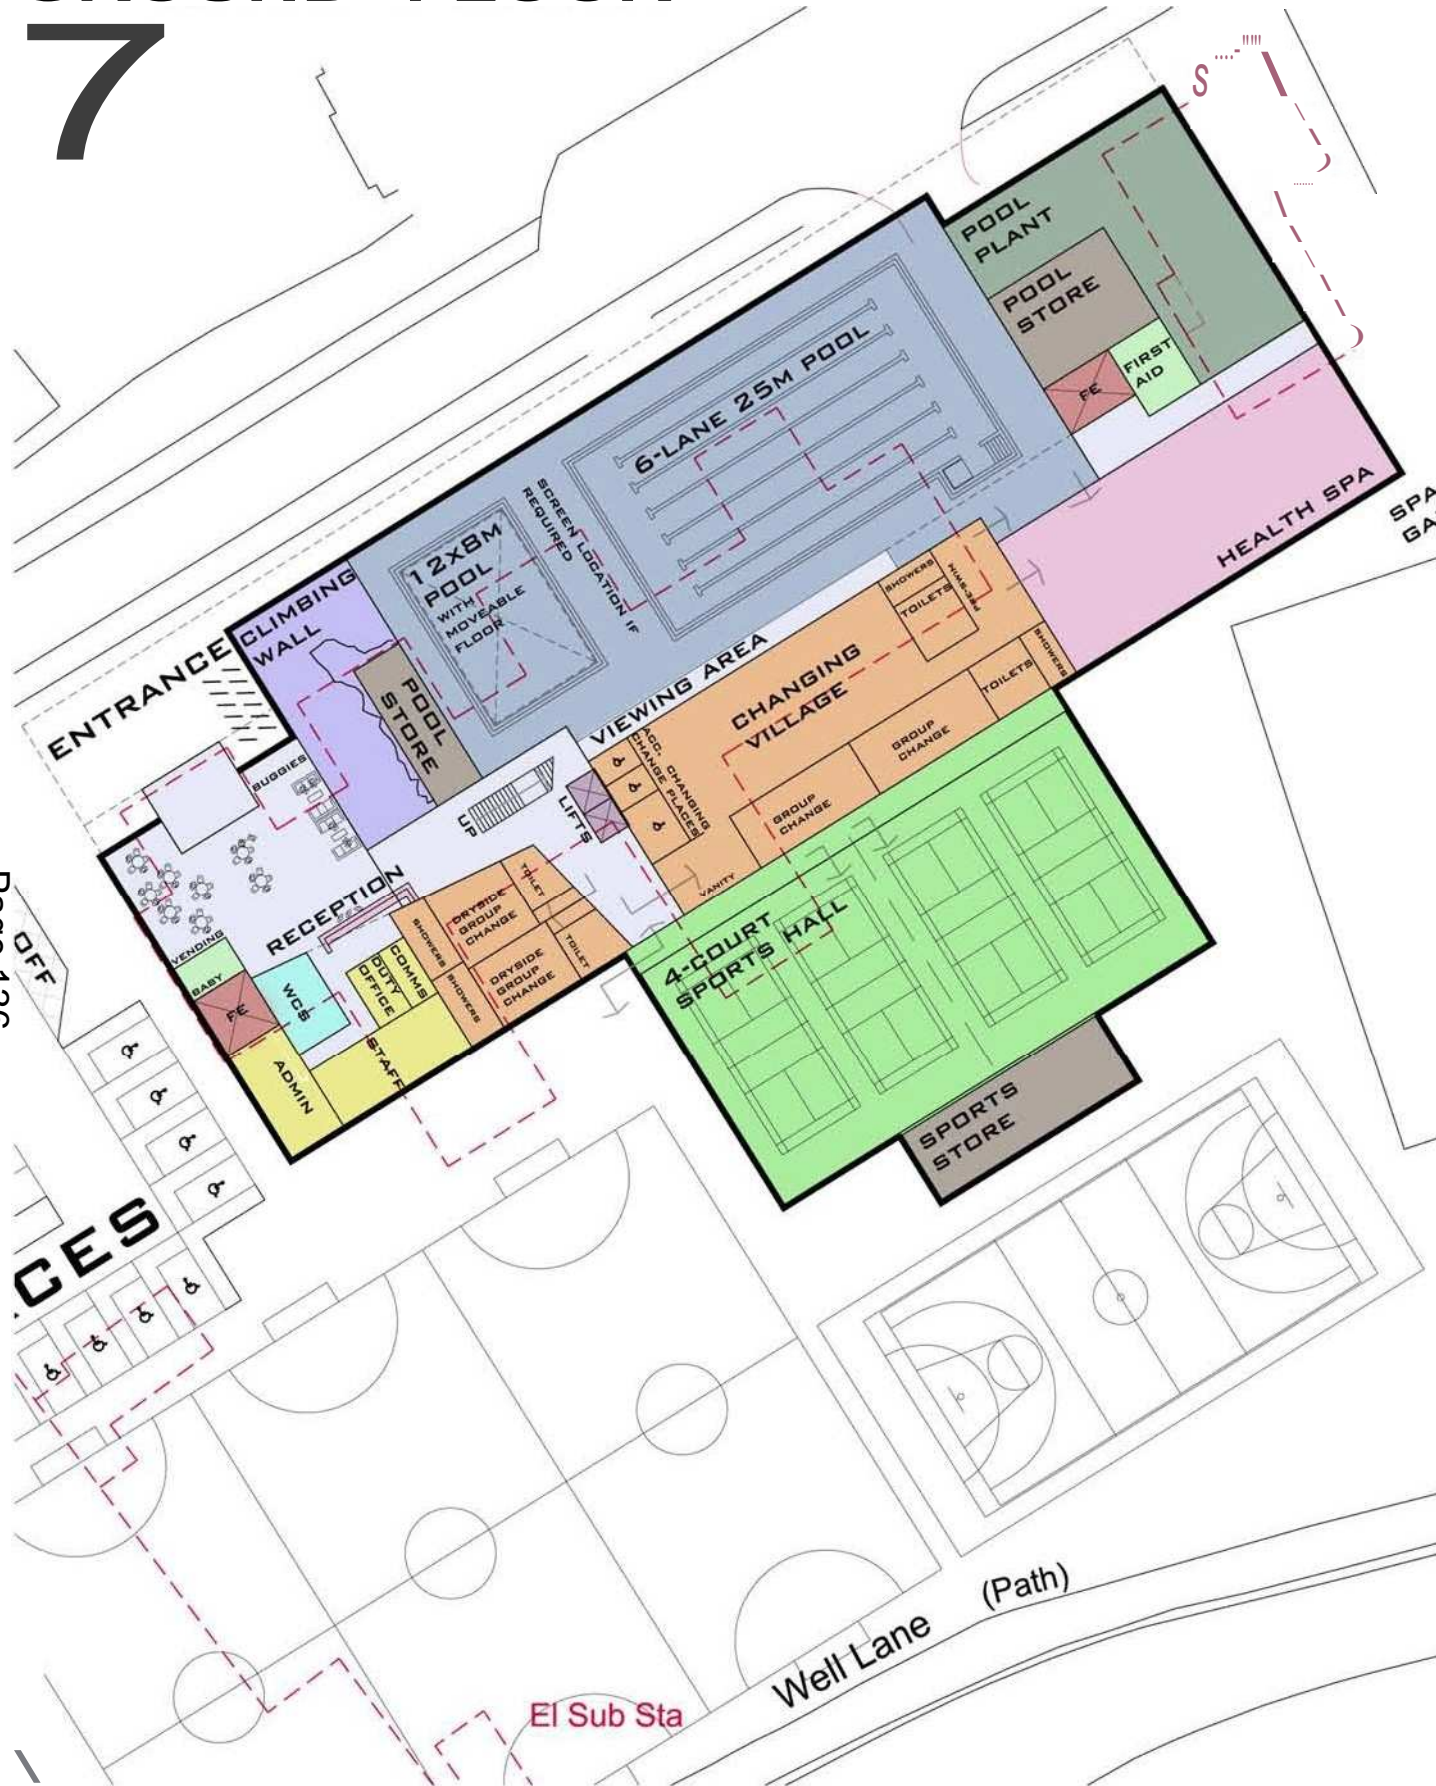 7
POOL
PLANT
POOL
STORE
FIRST
AID
FE
6-LANE 25M POOL
HEALTH SPA
SCREEN LOCATION IF
REQUIRED
12X8M
POOL
WITH
MOVEABLE
FLOOR
CLIMBING
WALL
ENTRANCE
POOL
STORE
VIEWING AREA
SHOWERS
TOILETS
PRE-SWIM
SHOWERS
TOILETS
CHANGING
VILLAGE
GROUP
CHANGE
GROUP
CHANGE
ACC. CHANGING
CHANGE PLACES
VANITY
BUGGIES
UP
LIFTS
RECEPTION
TOILET
DRYSIDE
GROUP
CHANGE
SHOWERS
DRYSIDE
GROUP
CHANGE
TOILET
SHOWERS
VENDING
BABY
FE
WCS
COMMS
DUTY
OFFICE
STAFF
ADMIN
4-COURT
SPORTS HALL
SPORTS
STORE
OFF
Well Lane
(Path)
El Sub Sta